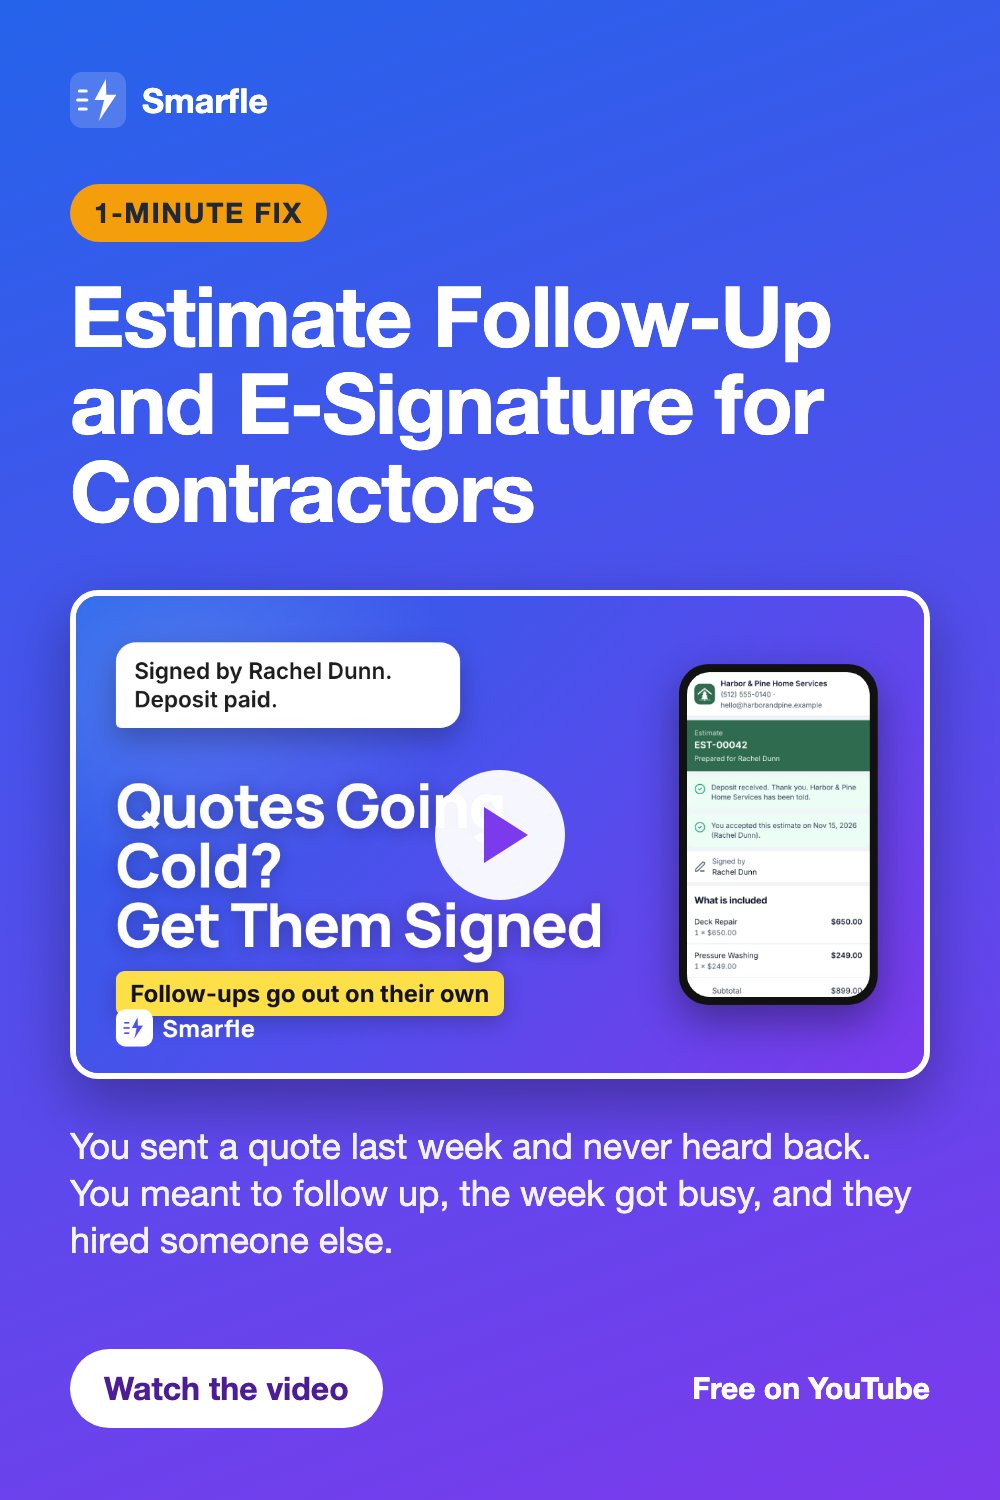 Smarfle
1-MINUTE FIX
Estimate Follow-Up
and E-Signature for
Contractors
Signed by Rachel Dunn.
Deposit paid.
Quotes Going
Cold?
Get Them Signed
Follow-ups go out on their own
Smarfle
Harbor & Pine Home Services
(512) 555-0140 ·
hello@harborandpine.example
Estimate
EST-00042
Prepared for Rachel Dunn
Deposit received. Thank you. Harbor & Pine
Home Services has been told.
You accepted this estimate on Nov 15, 2026
(Rachel Dunn).
Signed by
Rachel Dunn
What is included
Deck Repair $650.00
1 × $650.00
Pressure Washing $249.00
1 × $249.00
Subtotal $899.00
You sent a quote last week and never heard back.
You meant to follow up, the week got busy, and they
hired someone else.
Watch the video
Free on YouTube